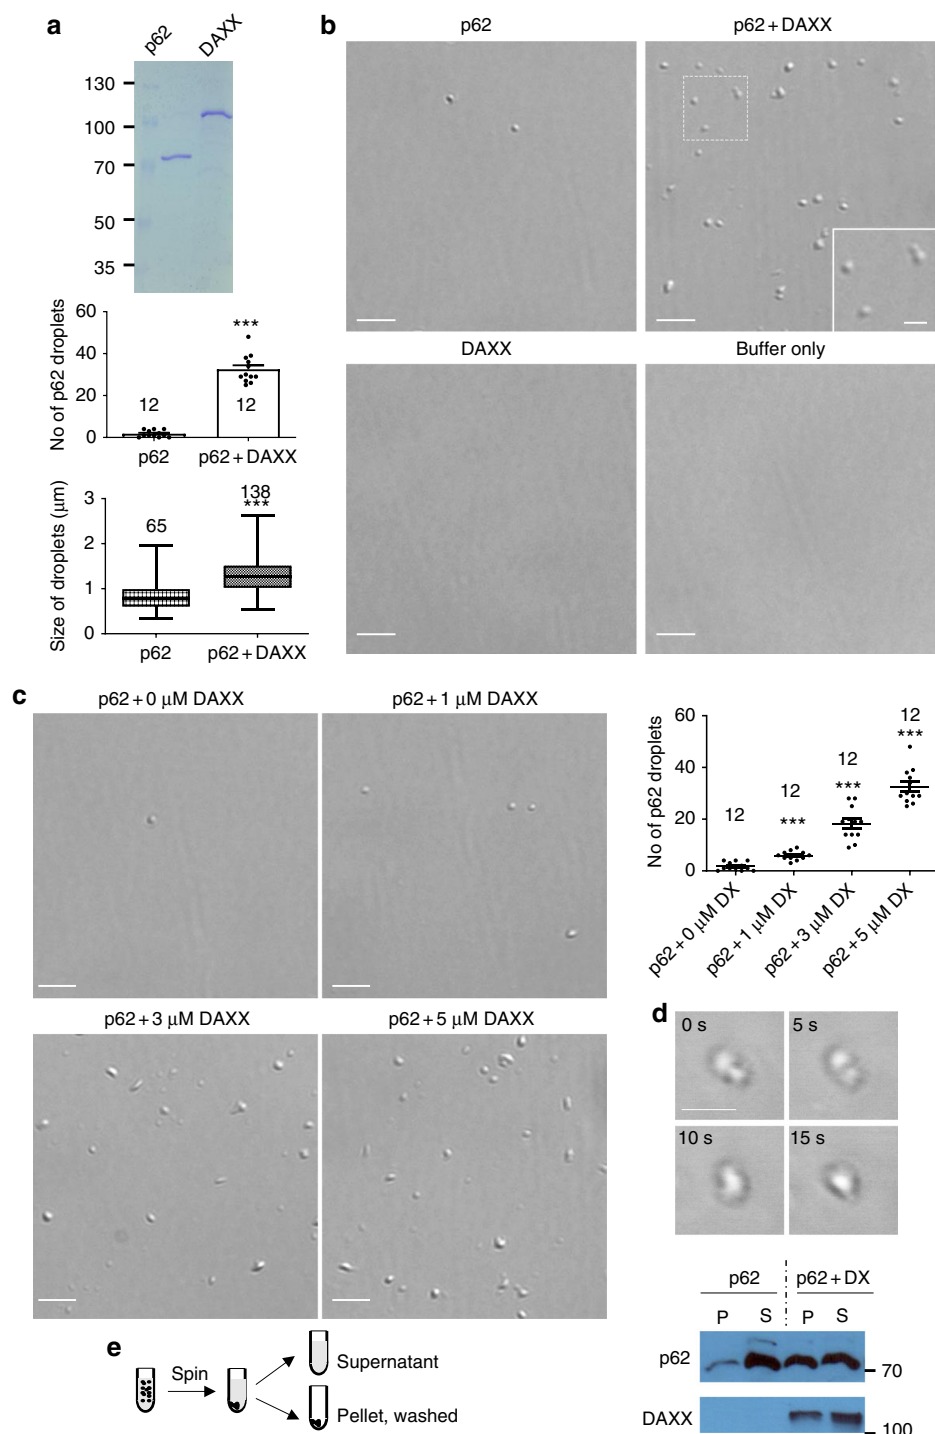 a
p62
DAXX
130
100
70
50
35
No of p62 droplets
60
40
20
0
***
12
12
p62
p62+DAXX
Size of droplets (μm)
3
2
1
0
65
138
***
p62
p62+DAXX
b
p62
p62+DAXX
DAXX
Buffer only
c
p62+0 μM DAXX
p62+1 μM DAXX
p62+3 μM DAXX
p62+5 μM DAXX
No of p62 droplets
60
40
20
0
12
12
***
12
***
12
***
p62+0 μM DX
p62+1 μM DX
p62+3 μM DX
p62+5 μM DX
d
0 s
5 s
10 s
15 s
e
Spin
Supernatant
Pellet, washed
p62
p62+DX
P
S
P
S
p62
70
DAXX
100